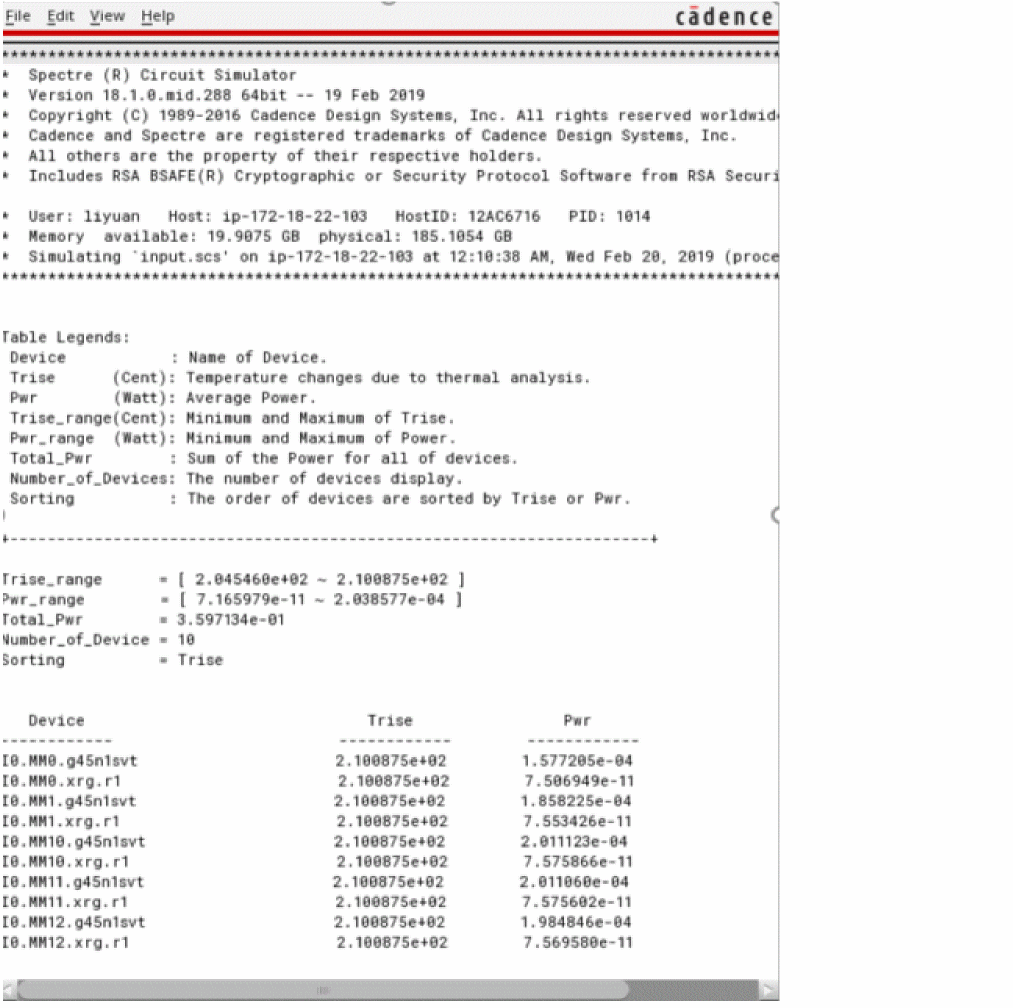 File Edit View Help cādence
*******************************************************************************
* Spectre (R) Circuit Simulator
* Version 18.1.0.mid.288 64bit -- 19 Feb 2019
* Copyright (C) 1989-2016 Cadence Design Systems, Inc. All rights reserved worldwid
* Cadence and Spectre are registered trademarks of Cadence Design Systems, Inc.
* All others are the property of their respective holders.
* Includes RSA BSAFE(R) Cryptographic or Security Protocol Software from RSA Securi
* User: liyuan Host: ip-172-18-22-103 HostID: 12AC6716 PID: 1014
* Memory available: 19.9075 GB physical: 185.1054 GB
* Simulating `input.scs' on ip-172-18-22-103 at 12:10:38 AM, Wed Feb 20, 2019 (proce
*******************************************************************************
Table Legends:
Device : Name of Device.
Trise (Cent): Temperature changes due to thermal analysis.
Pwr (Watt): Average Power.
Trise_range(Cent): Minimum and Maximum of Trise.
Pwr_range (Watt): Minimum and Maximum of Power.
Total_Pwr : Sum of the Power for all of devices.
Number_of_Devices: The number of devices display.
Sorting : The order of devices are sorted by Trise or Pwr.
+---------------------------------------------------------------------+
Trise_range = [ 2.045460e+02 ~ 2.100875e+02 ]
Pwr_range = [ 7.165979e-11 ~ 2.038577e-04 ]
Total_Pwr = 3.597134e-01
Number_of_Device = 10
Sorting = Trise
Device Trise Pwr
------------ ------------ ------------
I0.MM0.g45n1svt 2.100875e+02 1.577205e-04
I0.MM0.xrg.r1 2.100875e+02 7.506949e-11
I0.MM1.g45n1svt 2.100875e+02 1.858225e-04
I0.MM1.xrg.r1 2.100875e+02 7.553426e-11
I0.MM10.g45n1svt 2.100875e+02 2.011123e-04
I0.MM10.xrg.r1 2.100875e+02 7.575866e-11
I0.MM11.g45n1svt 2.100875e+02 2.011060e-04
I0.MM11.xrg.r1 2.100875e+02 7.575602e-11
I0.MM12.g45n1svt 2.100875e+02 1.984846e-04
I0.MM12.xrg.r1 2.100875e+02 7.569580e-11